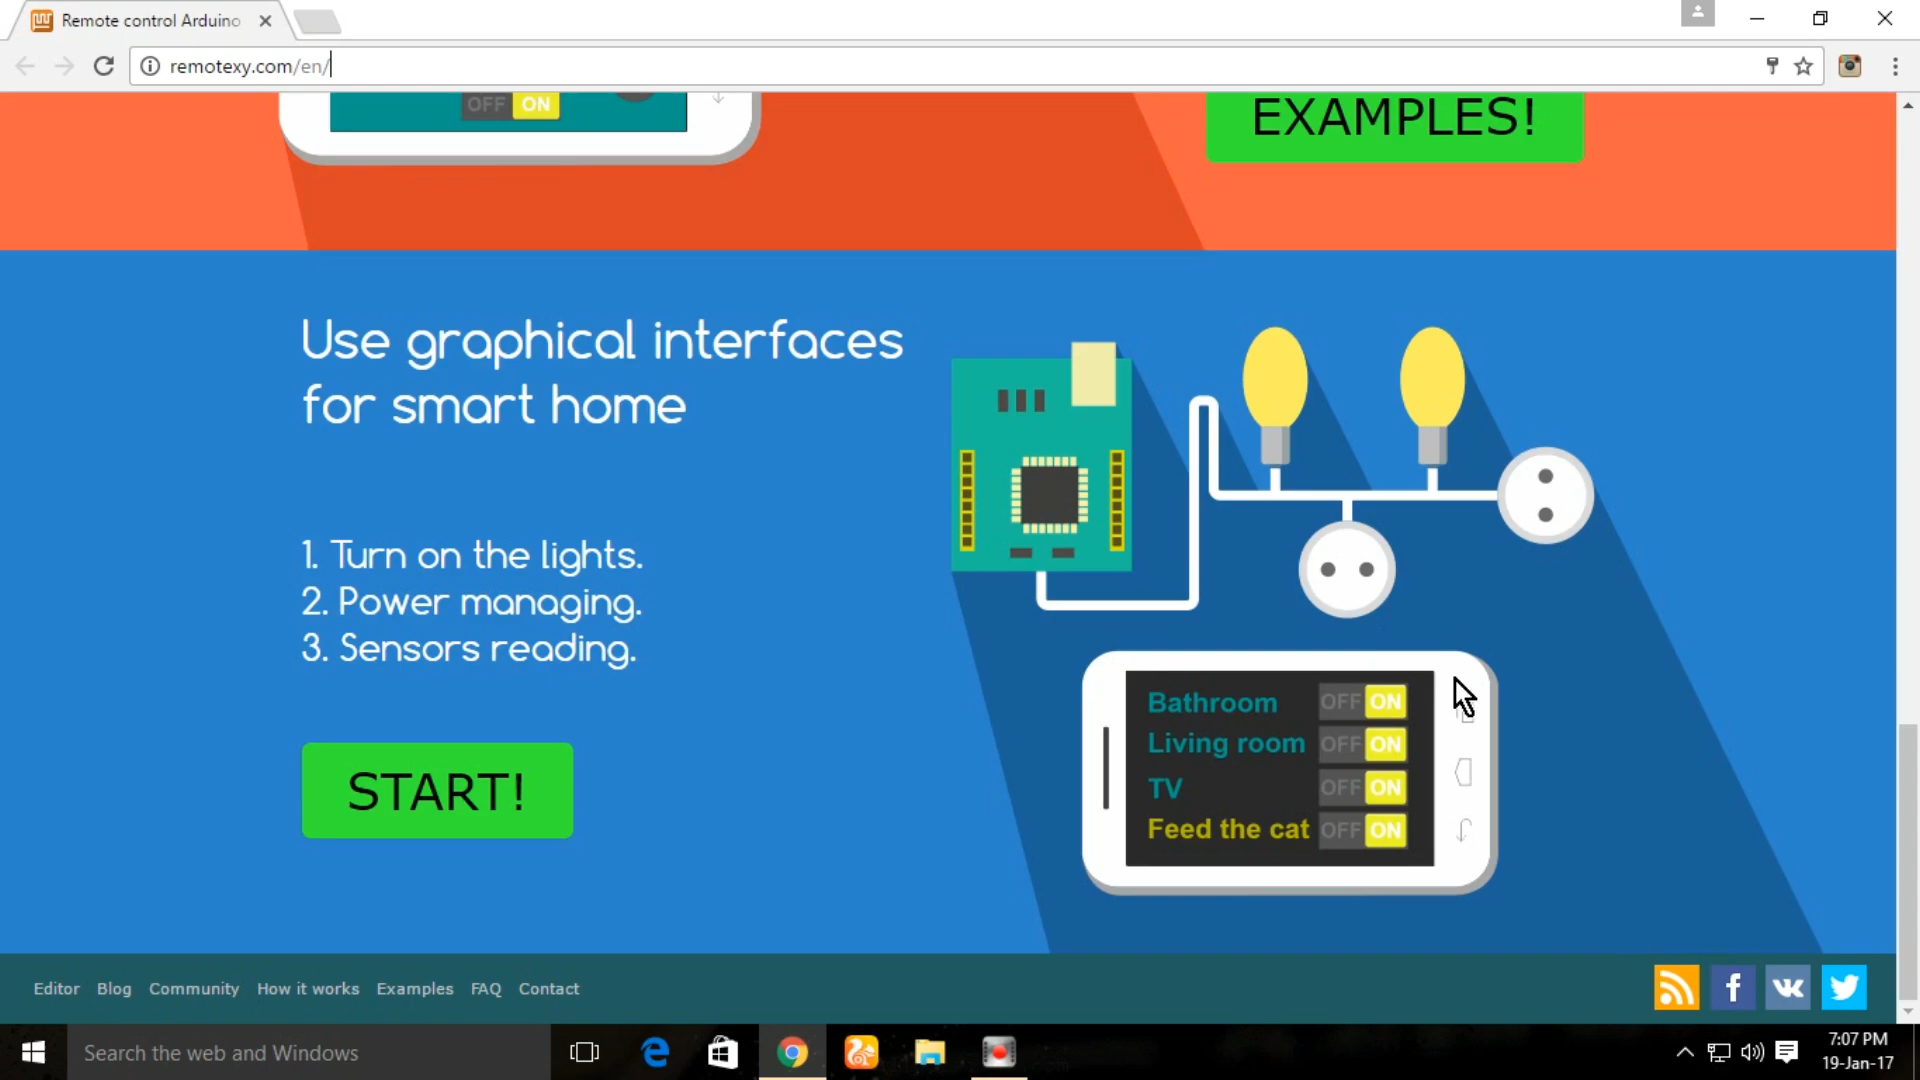 Remote control Arduino
remotexy.com/en/
OFF ON
EXAMPLES!
Use graphical interfaces
for smart home
1. Turn on the lights.
2. Power managing.
3. Sensors reading.
START!
Bathroom OFF ON
Living room OFF ON
TV OFF ON
Feed the cat OFF ON
Editor Blog Community How it works Examples FAQ Contact
Search the web and Windows
7:07 PM
19-Jan-17